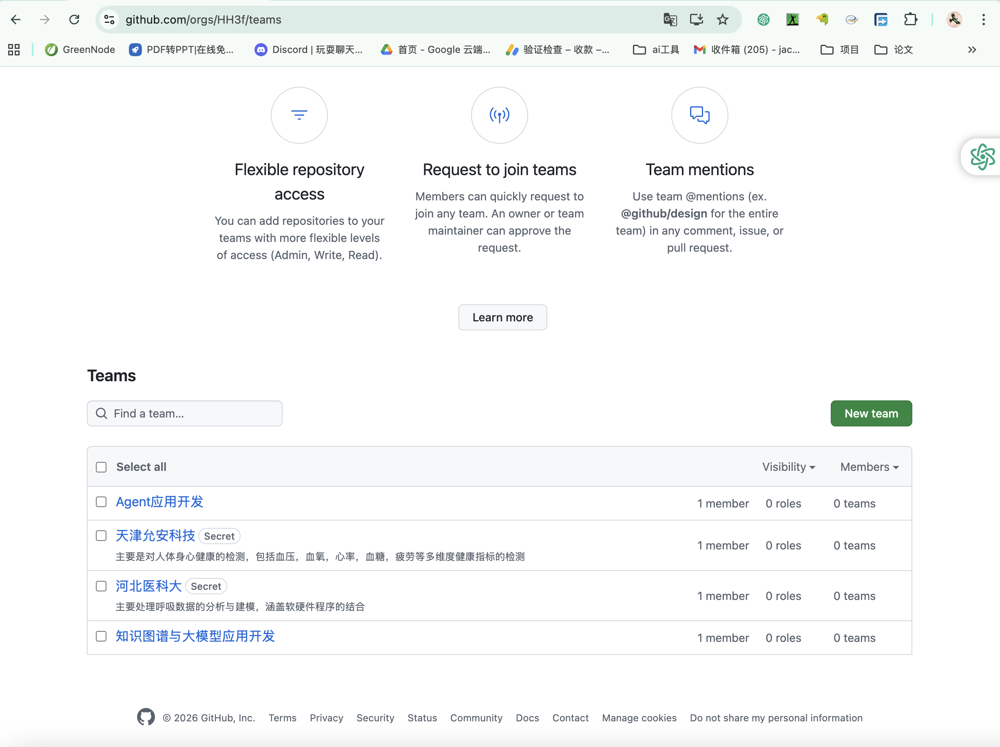 github.com/orgs/HH3f/teams
GreenNode
PDF转PPT|在线免...
Discord | 玩耍聊天...
首页 - Google 云端...
验证检查 – 收款 –...
ai工具
收件箱 (205) - jac...
项目
论文
Flexible repository
access
You can add repositories to your
teams with more flexible levels
of access (Admin, Write, Read).
Request to join teams
Members can quickly request to
join any team. An owner or team
maintainer can approve the
request.
Team mentions
Use team @mentions (ex.
@github/design for the entire
team) in any comment, issue, or
pull request.
Learn more
Teams
Find a team...
New team
Select all Visibility Members
Agent应用开发 1 member 0 roles 0 teams
天津允安科技 Secret
主要是对人体身心健康的检测，包括血压，血氧，心率，血糖，疲劳等多维度健康指标的检测
1 member 0 roles 0 teams
河北医科大 Secret
主要处理呼吸数据的分析与建模，涵盖软硬件程序的结合
1 member 0 roles 0 teams
知识图谱与大模型应用开发 1 member 0 roles 0 teams
© 2026 GitHub, Inc. Terms Privacy Security Status Community Docs Contact Manage cookies Do not share my personal information